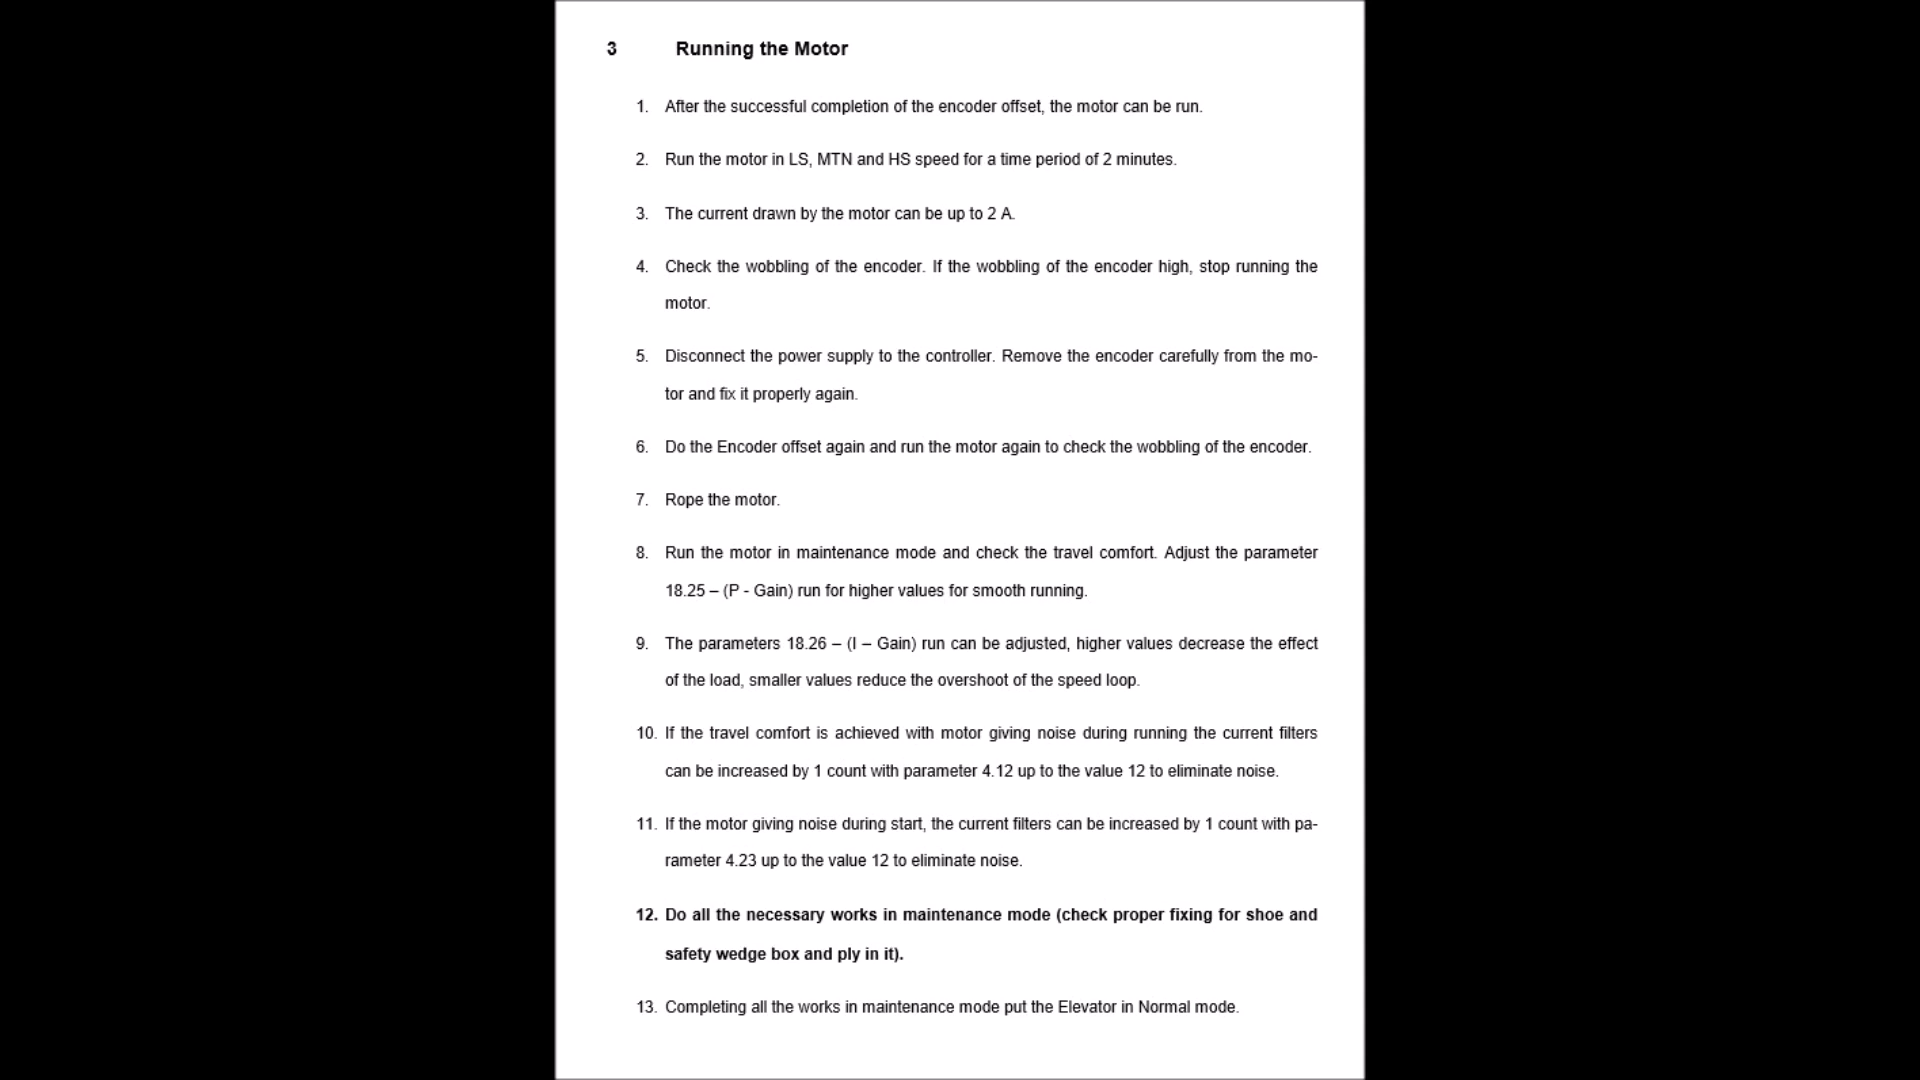 3 Running the Motor
1. After the successful completion of the encoder offset, the motor can be run.
2. Run the motor in LS, MTN and HS speed for a time period of 2 minutes.
3. The current drawn by the motor can be up to 2 A.
4. Check the wobbling of the encoder. If the wobbling of the encoder high, stop running the
motor.
5. Disconnect the power supply to the controller. Remove the encoder carefully from the mo-
tor and fix it properly again.
6. Do the Encoder offset again and run the motor again to check the wobbling of the encoder.
7. Rope the motor.
8. Run the motor in maintenance mode and check the travel comfort. Adjust the parameter
18.25 – (P - Gain) run for higher values for smooth running.
9. The parameters 18.26 – (I – Gain) run can be adjusted, higher values decrease the effect
of the load, smaller values reduce the overshoot of the speed loop.
10. If the travel comfort is achieved with motor giving noise during running the current filters
can be increased by 1 count with parameter 4.12 up to the value 12 to eliminate noise.
11. If the motor giving noise during start, the current filters can be increased by 1 count with pa-
rameter 4.23 up to the value 12 to eliminate noise.
12. Do all the necessary works in maintenance mode (check proper fixing for shoe and
safety wedge box and ply in it).
13. Completing all the works in maintenance mode put the Elevator in Normal mode.